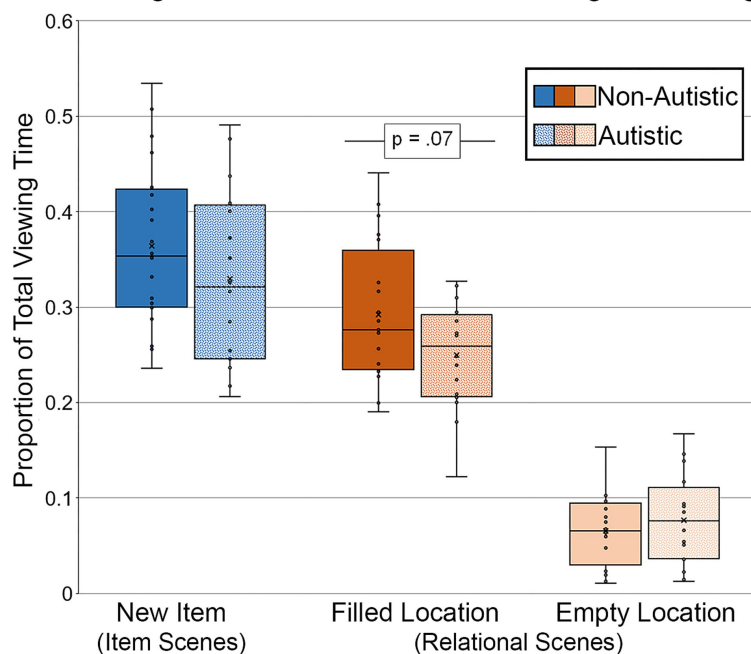 0.6
0.5
0.4
0.3
0.2
0.1
0
Proportion of Total Viewing Time
Non-Autistic
Autistic
p = .07
New Item
(Item Scenes)
Filled Location
Empty Location
(Relational Scenes)